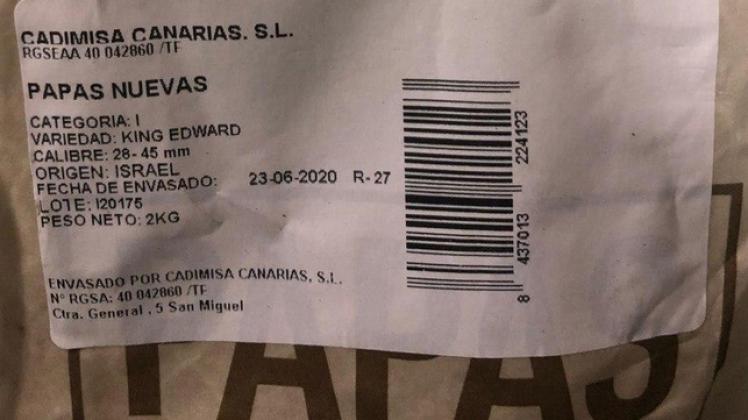 CADIMISA CANARIAS. S.L.
RGSEAA 40 042860 /TF
PAPAS NUEVAS
CATEGORIA: I
VARIEDAD: KING EDWARD
CALIBRE: 28- 45 mm
ORIGEN: ISRAEL
FECHA DE ENVASADO: 23-06-2020 R-27
LOTE: I20175
PESO NETO: 2KG
ENVASADO POR CADIMISA CANARIAS, S.L.
Nº RGSA: 40 042860 /TF
Ctra. General , 5 San Miguel
8 437013 224123
PAPAS